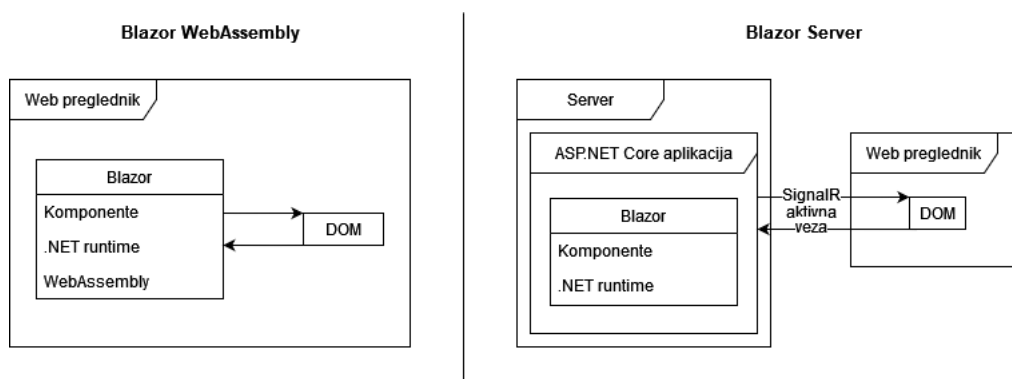 Blazor WebAssembly
Web preglednik
Blazor
Komponente
.NET runtime
WebAssembly
DOM
Blazor Server
Server
ASP.NET Core aplikacija
Blazor
Komponente
.NET runtime
SignalR
aktivna
veza
Web preglednik
DOM